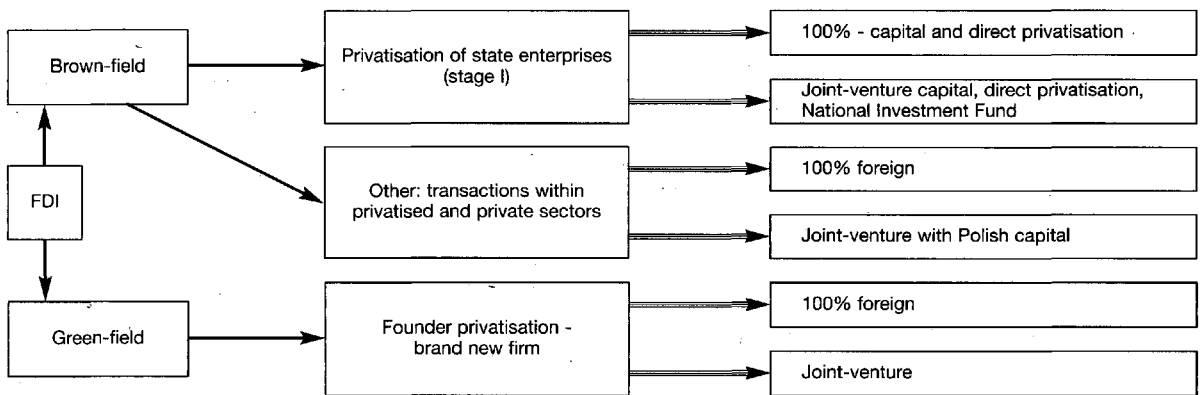 Brown-field
FDI
Green-field
Privatisation of state enterprises
(stage I)
Other: transactions within
privatised and private sectors
Founder privatisation -
brand new firm
100% - capital and direct privatisation
Joint-venture capital, direct privatisation,
National Investment Fund
100% foreign
Joint-venture with Polish capital
100% foreign
Joint-venture